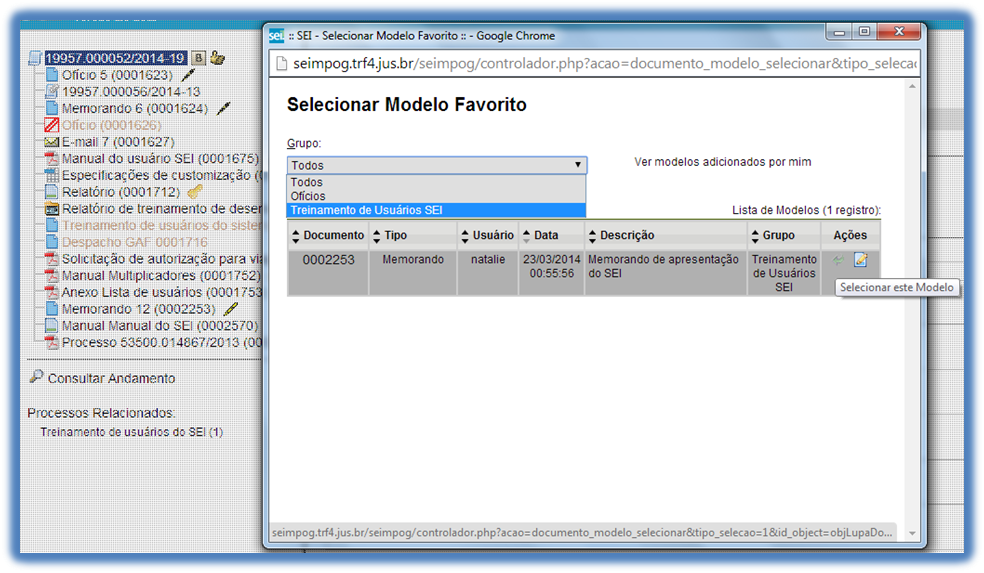 19957.000052/2014-19
Ofício 5 (0001623)
19957.000056/2014-13
Memorando 6 (0001624)
Ofício (0001626)
E-mail 7 (0001627)
Manual do usuário SEI (0001675)
Especificações de customização (
Relatório (0001712)
Relatório de treinamento de deser
Treinamento de usuários do sister
Despacho GAF 0001716
Solicitação de autorização para via
Manual Multiplicadores (0001752)
Anexo Lista de usuários (0001753
Memorando 12 (0002253)
Manual Manual do SEI (0002570)
Processo 53500.014867/2013 (00
Consultar Andamento
Processos Relacionados:
Treinamento de usuários do SEI (1)
sei :: SEI - Selecionar Modelo Favorito :: - Google Chrome
seimpog.trf4.jus.br/seimpog/controlador.php?acao=documento_modelo_selecionar&tipo_seleca
Selecionar Modelo Favorito
Grupo:
Todos
Ver modelos adicionados por mim
Todos
Ofícios
Treinamento de Usuários SEI
Lista de Modelos (1 registro):
Documento Tipo Usuário Data Descrição Grupo Ações
0002253 Memorando natalie 23/03/2014 Memorando de apresentação Treinamento
00:55:56 do SEI de Usuários
SEI
Selecionar este Modelo
seimpog.trf4.jus.br/seimpog/controlador.php?acao=documento_modelo_selecionar&tipo_selecao=1&id_object=objLupaDo...